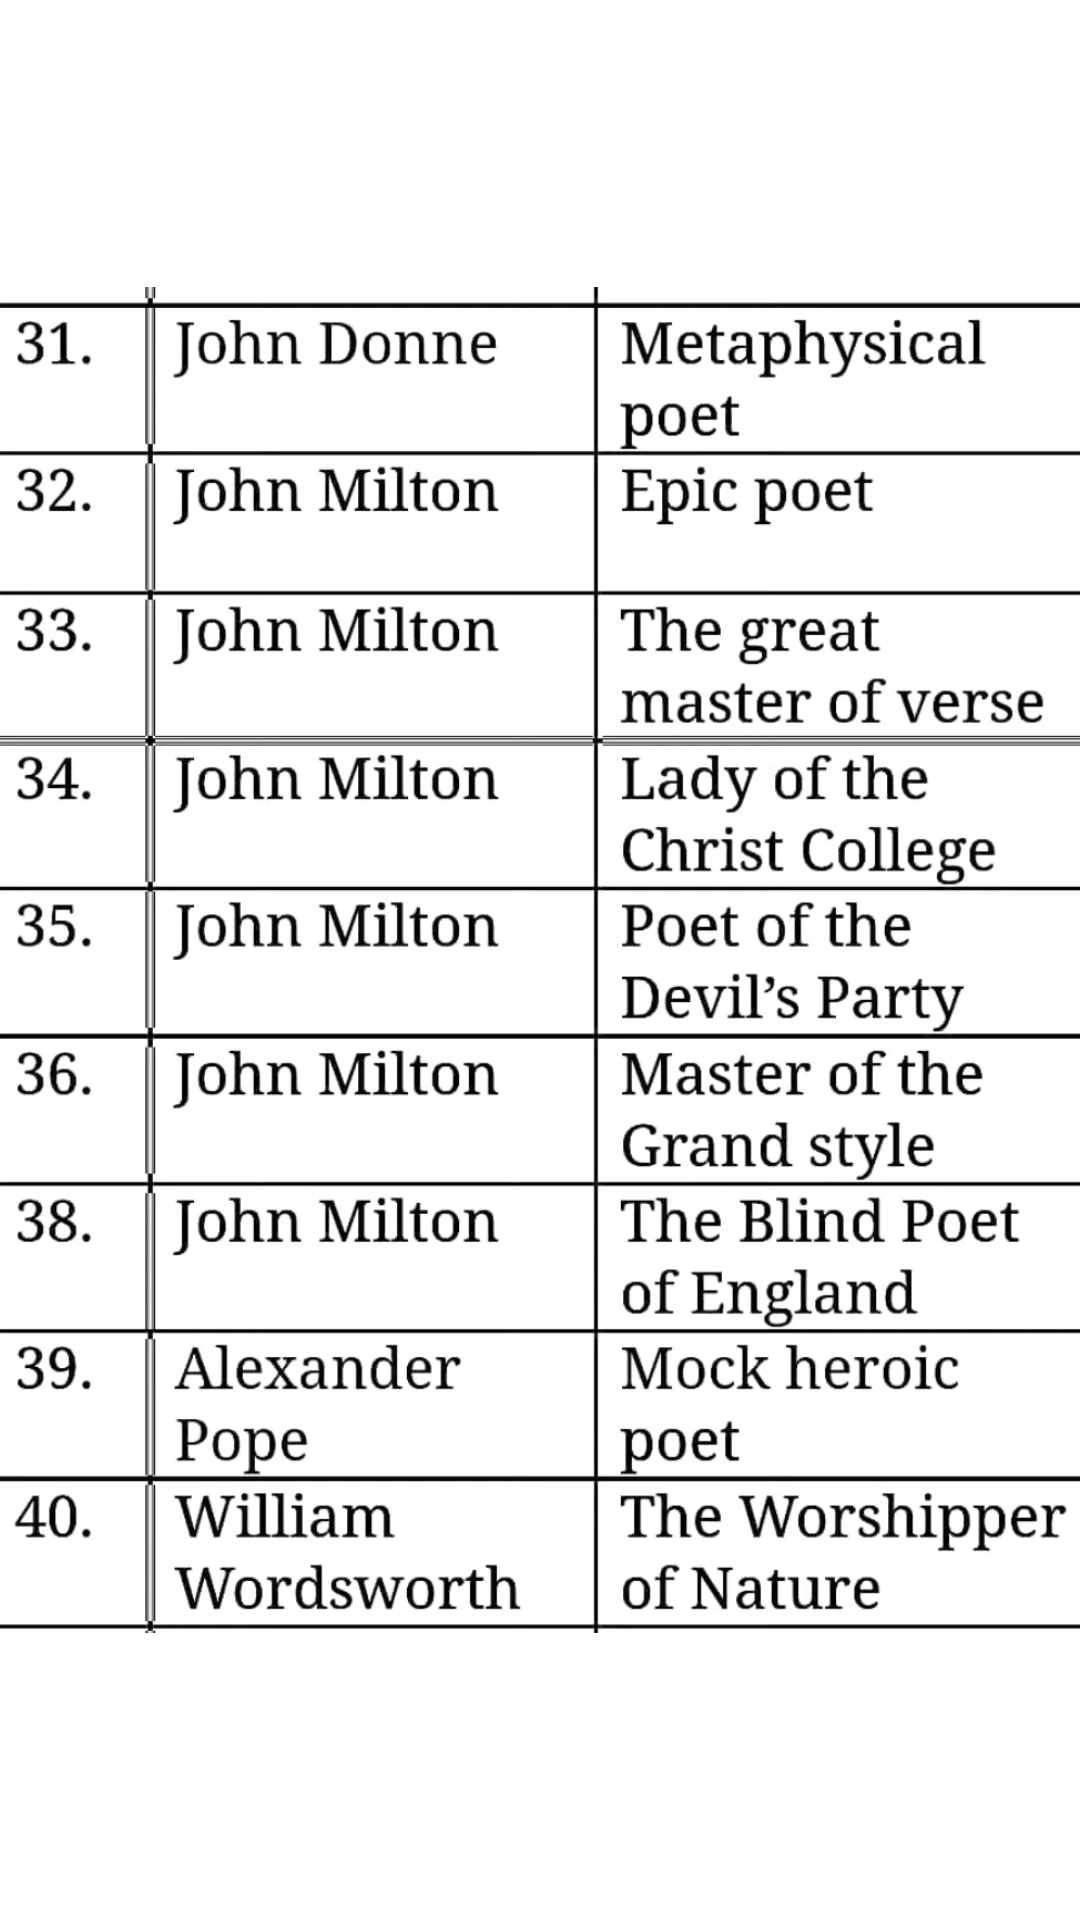 31. John Donne Metaphysical
poet
32. John Milton Epic poet
33. John Milton The great
master of verse
34. John Milton Lady of the
Christ College
35. John Milton Poet of the
Devil’s Party
36. John Milton Master of the
Grand style
38. John Milton The Blind Poet
of England
39. Alexander Mock heroic
Pope poet
40. William The Worshipper
Wordsworth of Nature